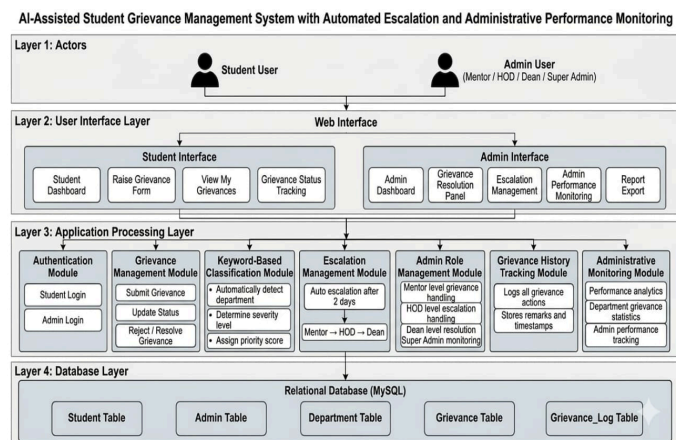 AI-Assisted Student Grievance Management System with Automated Escalation and Administrative Performance Monitoring
Layer 1: Actors
Student User
Admin User
(Mentor / HOD / Dean / Super Admin)
Layer 2: User Interface Layer
Web Interface
Student Interface
Student
Dashboard
Raise Grievance
Form
View My
Grievances
Grievance Status
Tracking
Admin Interface
Admin
Dashboard
Grievance
Resolution
Panel
Escalation
Management
Admin
Performance
Monitoring
Report
Export
Layer 3: Application Processing Layer
Authentication
Module
Student Login
Admin Login
Grievance
Management Module
Submit Grievance
Update Status
Reject / Resolve
Grievance
Keyword-Based
Classification Module
• Automatically detect
department
• Determine severity
level
• Assign priority score
Escalation
Management Module
Auto escalation after
2 days
Mentor → HOD → Dean
Admin Role
Management Module
Mentor level grievance
handling
HOD level escalation
handling
Dean level resolution
Super Admin monitoring
Grievance History
Tracking Module
Logs all grievance
actions
Stores remarks and
timestamps
Administrative
Monitoring Module
Performance analytics
Department grievance
statistics
Admin performance
tracking
Layer 4: Database Layer
Relational Database (MySQL)
Student Table
Admin Table
Department Table
Grievance Table
Grievance_Log Table